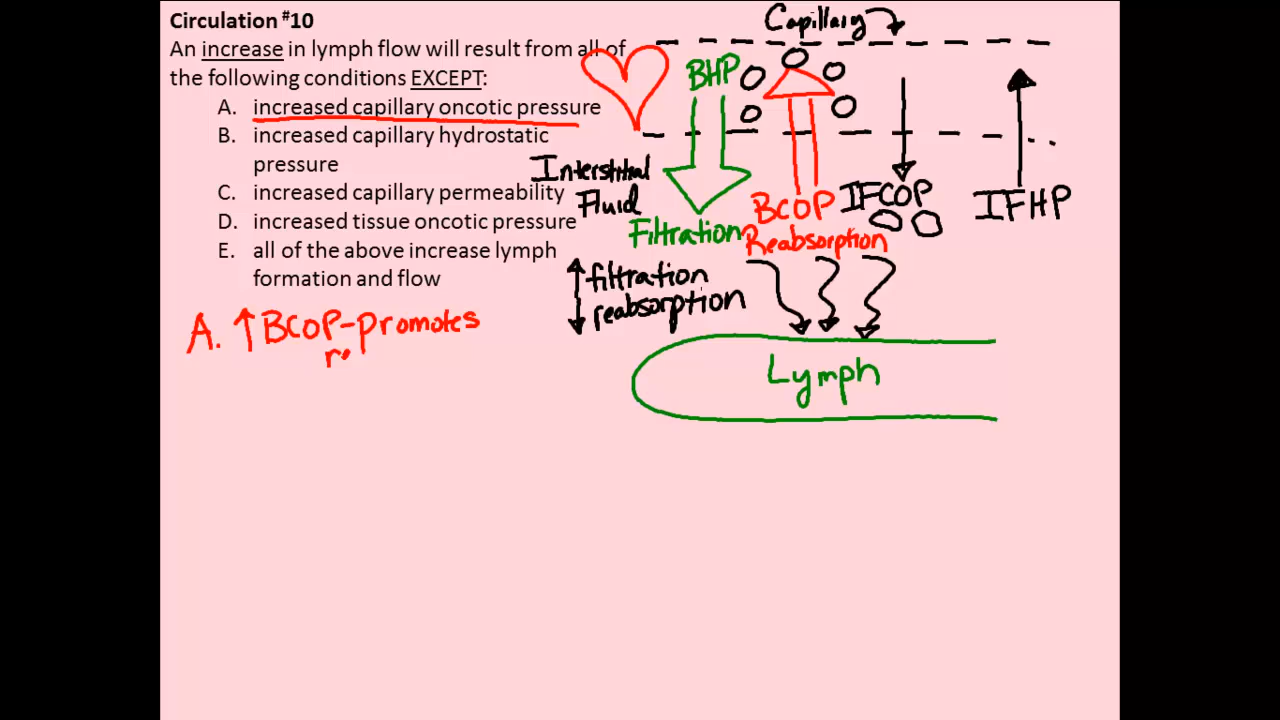 Circulation #10
An increase in lymph flow will result from all of
the following conditions EXCEPT:
A. increased capillary oncotic pressure
B. increased capillary hydrostatic
pressure
C. increased capillary permeability
D. increased tissue oncotic pressure
E. all of the above increase lymph
formation and flow
A. ↑ BCOP-promotes
r
Capillary
BHP
Interstitial
Fluid
Filtration
BCOP
Reabsorption
IFCOP
IFHP
↑ filtration
↓ reabsorption
Lymph